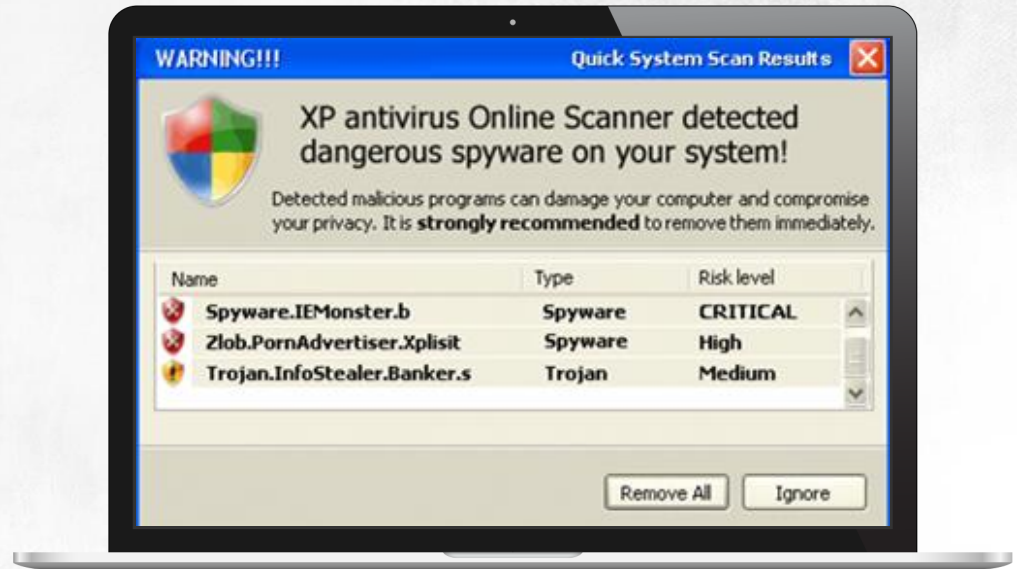 WARNING!!! Quick System Scan Results
XP antivirus Online Scanner detected
dangerous spyware on your system!
Detected malicious programs can damage your computer and compromise
your privacy. It is strongly recommended to remove them immediately.
Name Type Risk level
Spyware.IEMonster.b Spyware CRITICAL
Zlob.PornAdvertiser.Xplisit Spyware High
Trojan.InfoStealer.Banker.s Trojan Medium
Remove All Ignore